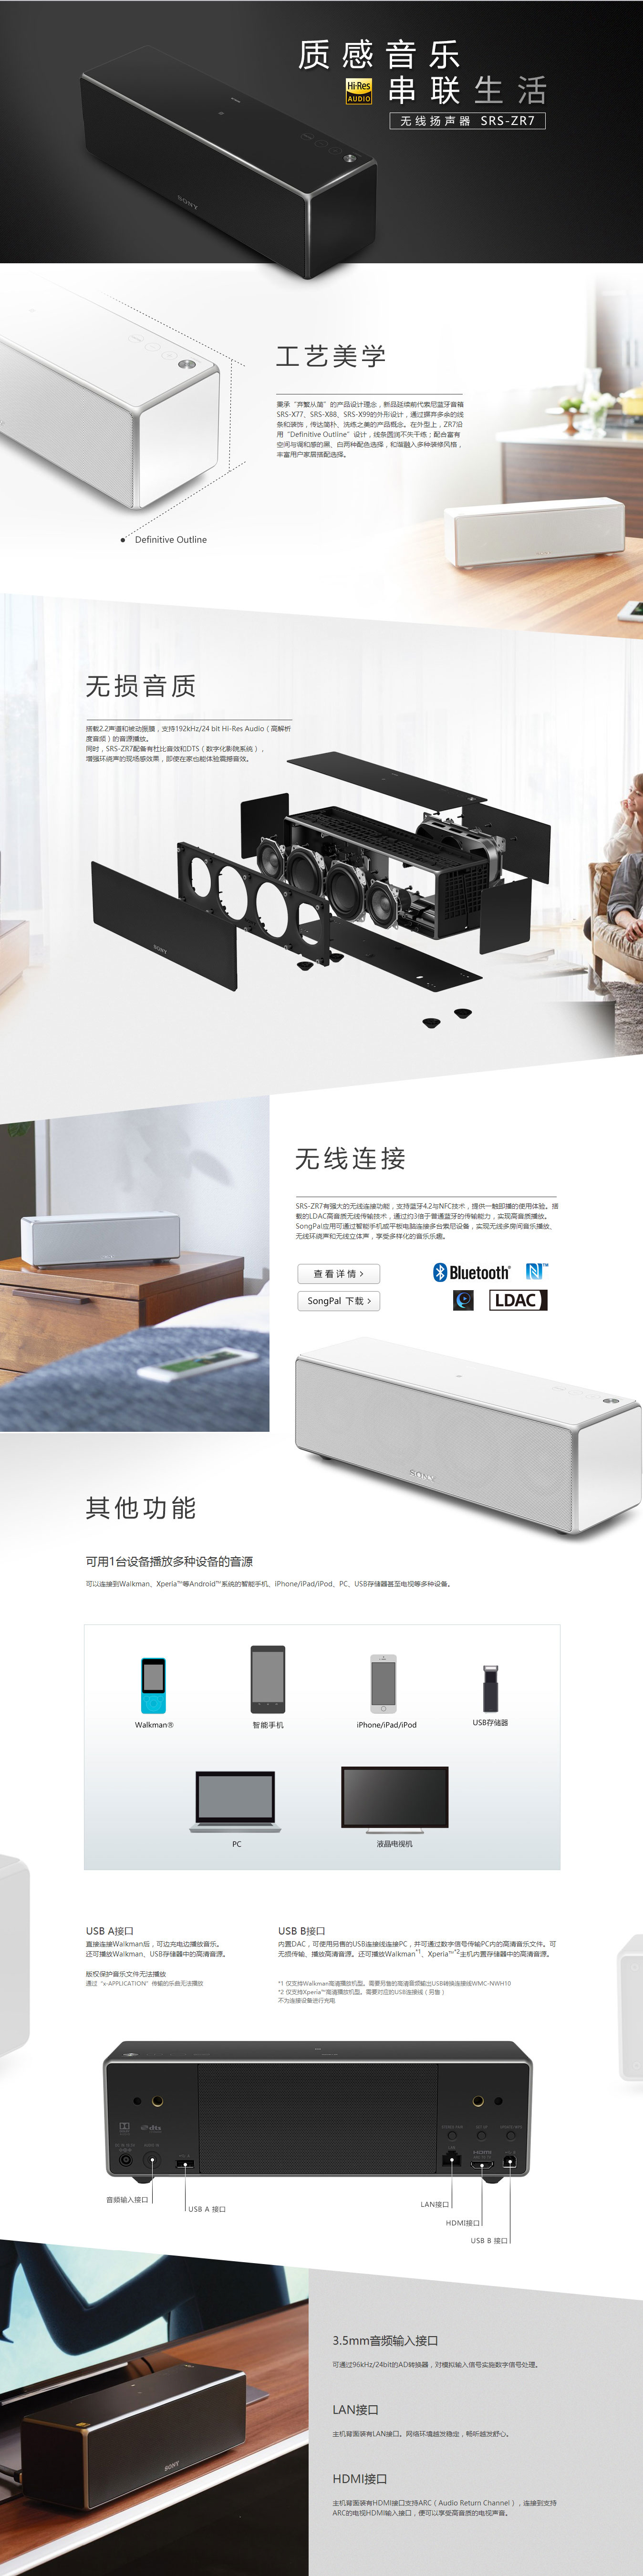 质感音乐
Hi-Res
AUDIO
串联生活
无线扬声器 SRS-ZR7
SONY
工艺美学
秉承“弃繁从简”的产品设计理念，新品延续前代索尼蓝牙音箱
SRS-X77、SRS-X88、SRS-X99的外形设计，通过摒弃多余的线
条和装饰，传达简朴、洗练之美的产品概念。在外型上，ZR7沿
用“Definitive Outline”设计，线条圆润不失干练；配合富有
空间与调和感的黑、白两种配色选择，和谐融入多种装修风格，
丰富用户家居搭配选择。
Definitive Outline
无损音质
搭载2.2声道和被动振膜，支持192kHz/24 bit Hi-Res Audio（高解析
度音频）的音源播放。
同时，SRS-ZR7配备有杜比音效和DTS（数字化影院系统），
增强环绕声的现场感效果，即使在家也能体验震撼音效。
SONY
无线连接
SRS-ZR7有强大的无线连接功能，支持蓝牙4.2与NFC技术，提供一触即播的使用体验。搭
载的LDAC高音质无线传输技术，通过约3倍于普通蓝牙的传输能力，实现高音质播放。
SongPal应用可通过智能手机或平板电脑连接多台索尼设备，实现无线多房间音乐播放、
无线环绕声和无线立体声，享受多样化的音乐乐趣。
查看详情 >
Bluetooth®
N™
SongPal 下载 >
LDAC
SONY
其他功能
可用1台设备播放多种设备的音源
可以连接到Walkman、Xperia™等Android™系统的智能手机、iPhone/iPad/iPod、PC、USB存储器甚至电视等多种设备。
Walkman®
智能手机
iPhone/iPad/iPod
USB存储器
PC
液晶电视机
USB A接口
直接连接Walkman后，可边充电边播放音乐。
还可播放Walkman、USB存储器中的高清音源。
版权保护音乐文件无法播放
通过“x-APPLICATION”传输的乐曲无法播放
USB B接口
内置DAC，可使用另售的USB连接线连接PC，并可通过数字信号传输PC内的高清音乐文件。可
无损传输、播放高清音源。还可播放Walkman*1、Xperia™*2主机内置存储器中的高清音源。
*1 仅支持Walkman高清播放机型。需要另售的高清音频输出USB转换连接线WMC-NWH10
*2 仅支持Xperia™高清播放机型。需要对应的USB连接线（另售）
不为连接设备进行充电
dts
HDMI
音频输入接口
USB A 接口
LAN接口
HDMI接口
USB B 接口
SONY
3.5mm音频输入接口
可通过96kHz/24bit的AD转换器，对模拟输入信号实施数字信号处理。
LAN接口
主机背面装有LAN接口。网络环境越发稳定，畅听越发舒心。
HDMI接口
主机背面装有HDMI接口支持ARC（Audio Return Channel），连接到支持
ARC的电视HDMI输入接口，便可以享受高音质的电视声音。